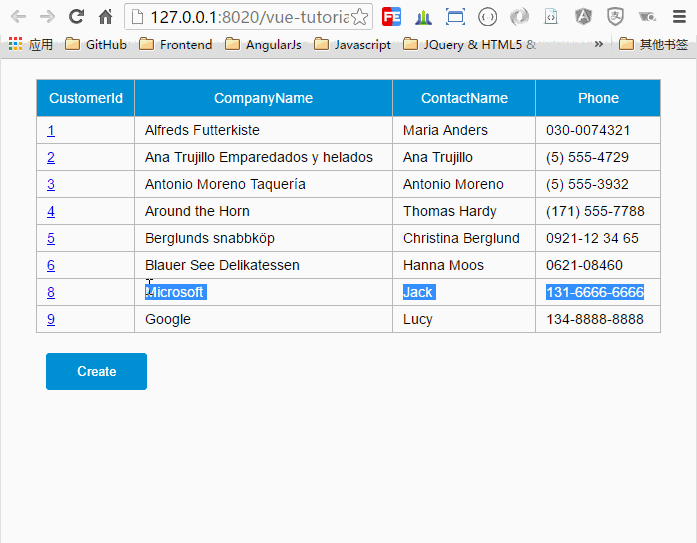 127.0.0.1:8020/vue-tutoria
应用 GitHub Frontend AngularJs Javascript JQuery & HTML5 & » 其他书签
CustomerId CompanyName ContactName Phone
1 Alfreds Futterkiste Maria Anders 030-0074321
2 Ana Trujillo Emparedados y helados Ana Trujillo (5) 555-4729
3 Antonio Moreno Taquería Antonio Moreno (5) 555-3932
4 Around the Horn Thomas Hardy (171) 555-7788
5 Berglunds snabbköp Christina Berglund 0921-12 34 65
6 Blauer See Delikatessen Hanna Moos 0621-08460
8 Microsoft Jack 131-6666-6666
9 Google Lucy 134-8888-8888
Create